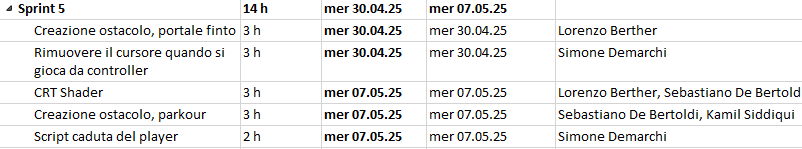 Sprint 5 14 h mer 30.04.25 mer 07.05.25
Creazione ostacolo, portale finto 3 h mer 30.04.25 mer 30.04.25 Lorenzo Berther
Rimuovere il cursore quando si 3 h mer 30.04.25 mer 30.04.25 Simone Demarchi
gioca da controller
CRT Shader 3 h mer 07.05.25 mer 07.05.25 Lorenzo Berther, Sebastiano De Bertold
Creazione ostacolo, parkour 3 h mer 07.05.25 mer 07.05.25 Sebastiano De Bertoldi, Kamil Siddiqui
Script caduta del player 2 h mer 07.05.25 mer 07.05.25 Simone Demarchi